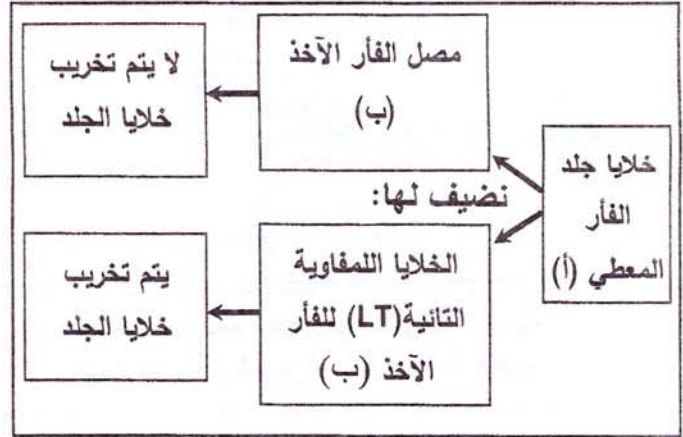 خلايا جلد
الفأر
المعطي (أ)
نضيف لها:
مصل الفأر الآخذ
(ب)
لا يتم تخريب
خلايا الجلد
الخلايا اللمفاوية
التائية(LT) للفأر
الآخذ (ب)
يتم تخريب
خلايا الجلد